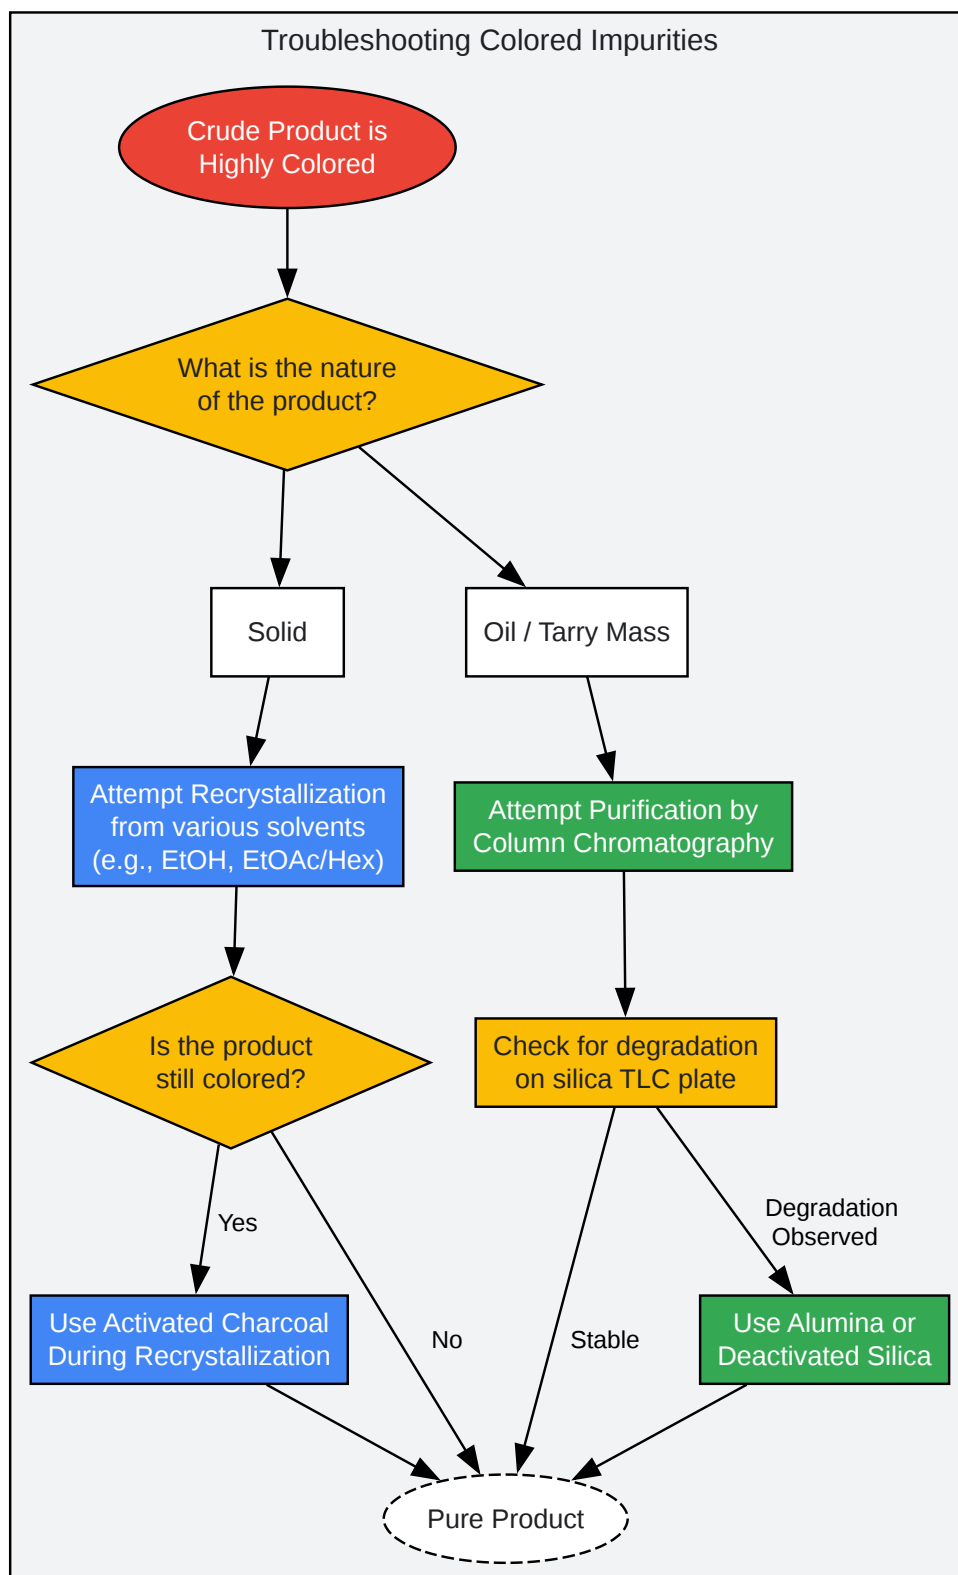 Troubleshooting Colored Impurities
Crude Product is
Highly Colored
What is the nature
of the product?
Solid
Oil / Tarry Mass
Attempt Recrystallization
from various solvents
(e.g., EtOH, EtOAc/Hex)
Attempt Purification by
Column Chromatography
Is the product
still colored?
Check for degradation
on silica TLC plate
Yes
Degradation
Observed
Use Activated Charcoal
During Recrystallization
No
Stable
Use Alumina or
Deactivated Silica
Pure Product